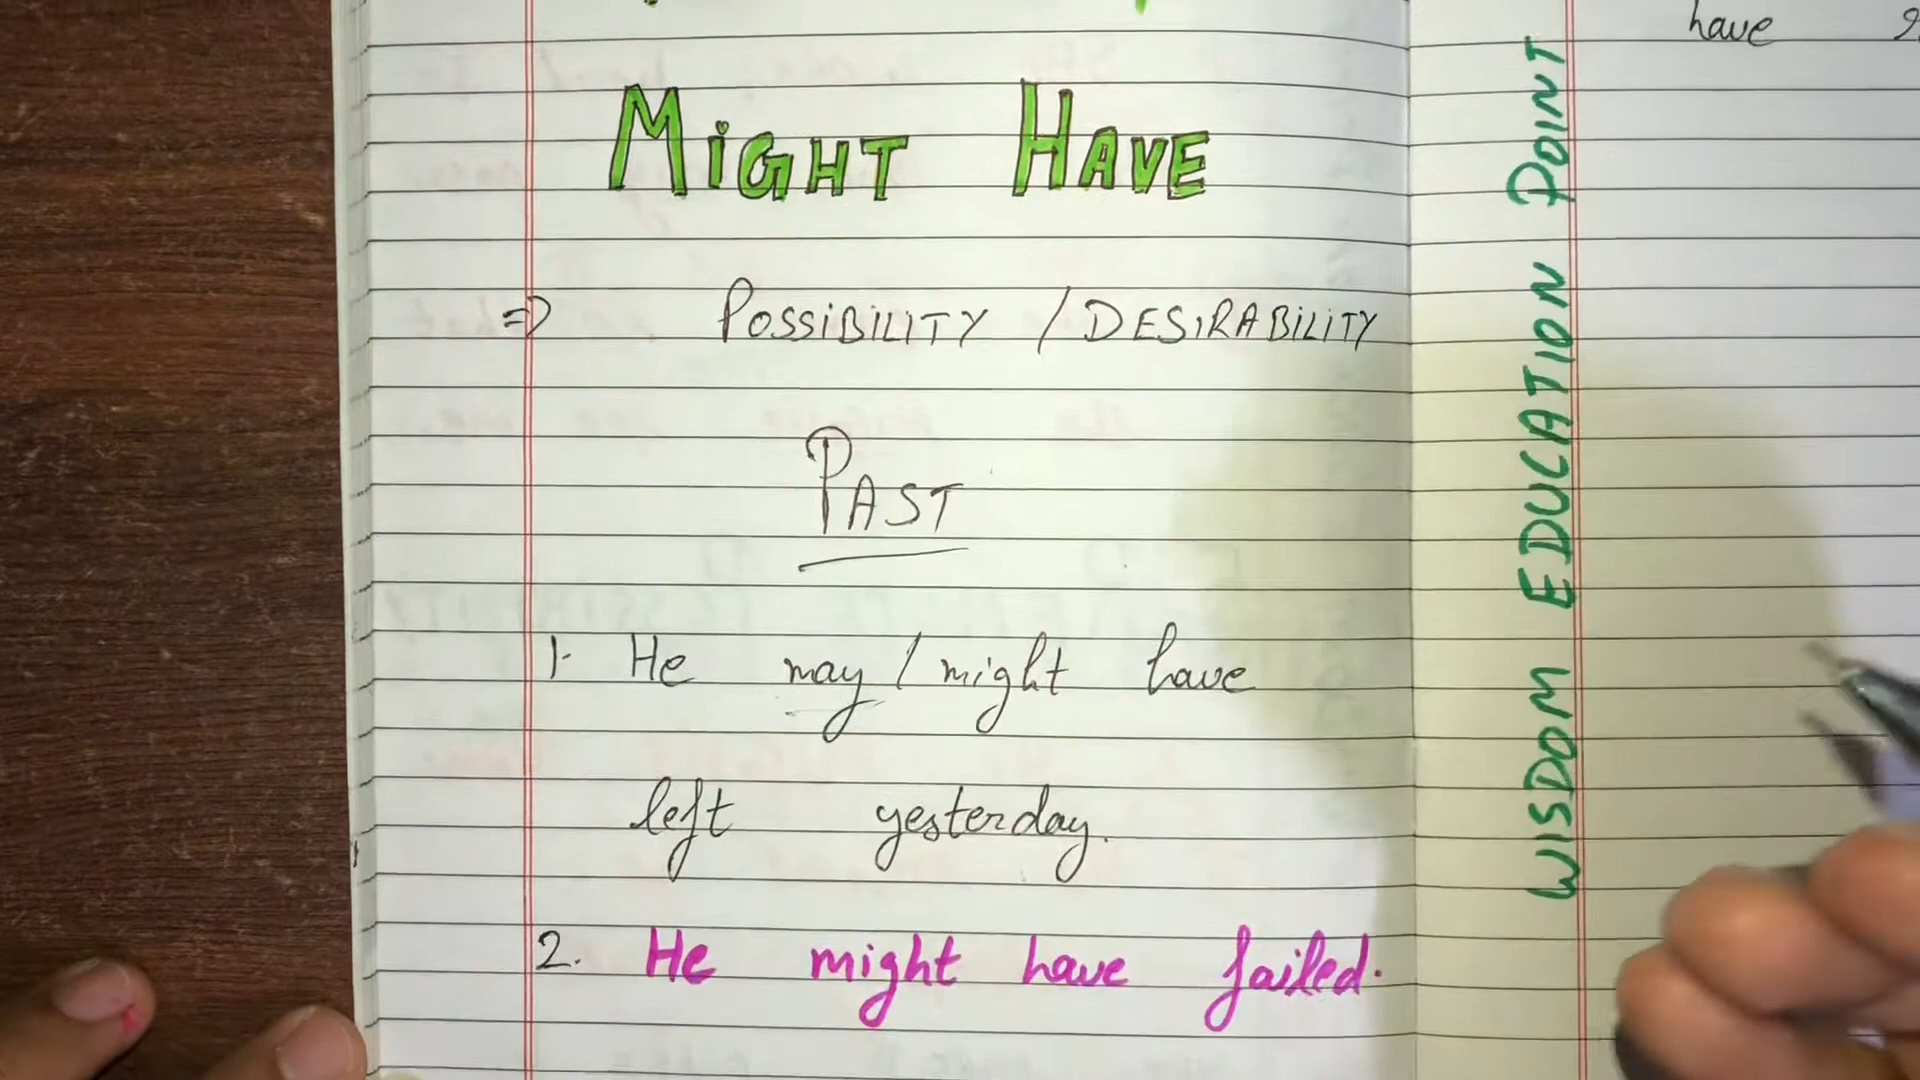 MIGHT HAVE
=> POSSIBILITY / DESIRABILITY
PAST
1. He may / might have
left yesterday.
2. He might have failed.
WISDOM EDUCATION POINT
have